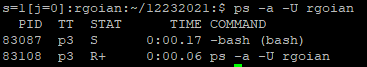 s=1[j=0]:rgoian:~/12232021:$ ps -a -U rgoian
PID TT STAT TIME COMMAND
83087 p3 S 0:00.17 -bash (bash)
83108 p3 R+ 0:00.06 ps -a -U rgoian